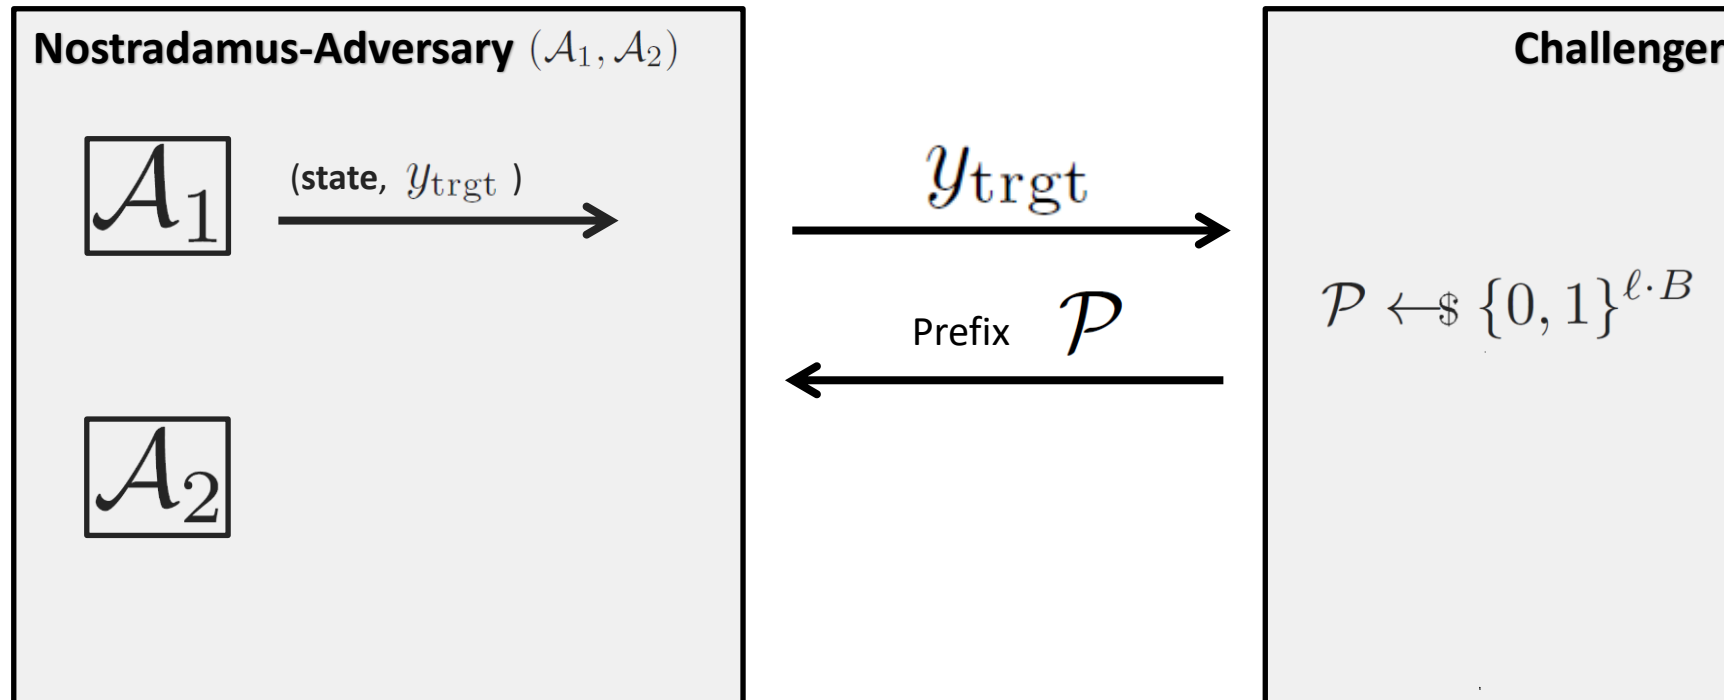 Nostradamus-Adversary (𝒜₁, 𝒜₂)
Challenger
𝒜₁
(state, y_trgt )
y_trgt
Prefix 𝒫
𝒫 ←$ {0, 1}^{ℓ·B}
𝒜₂